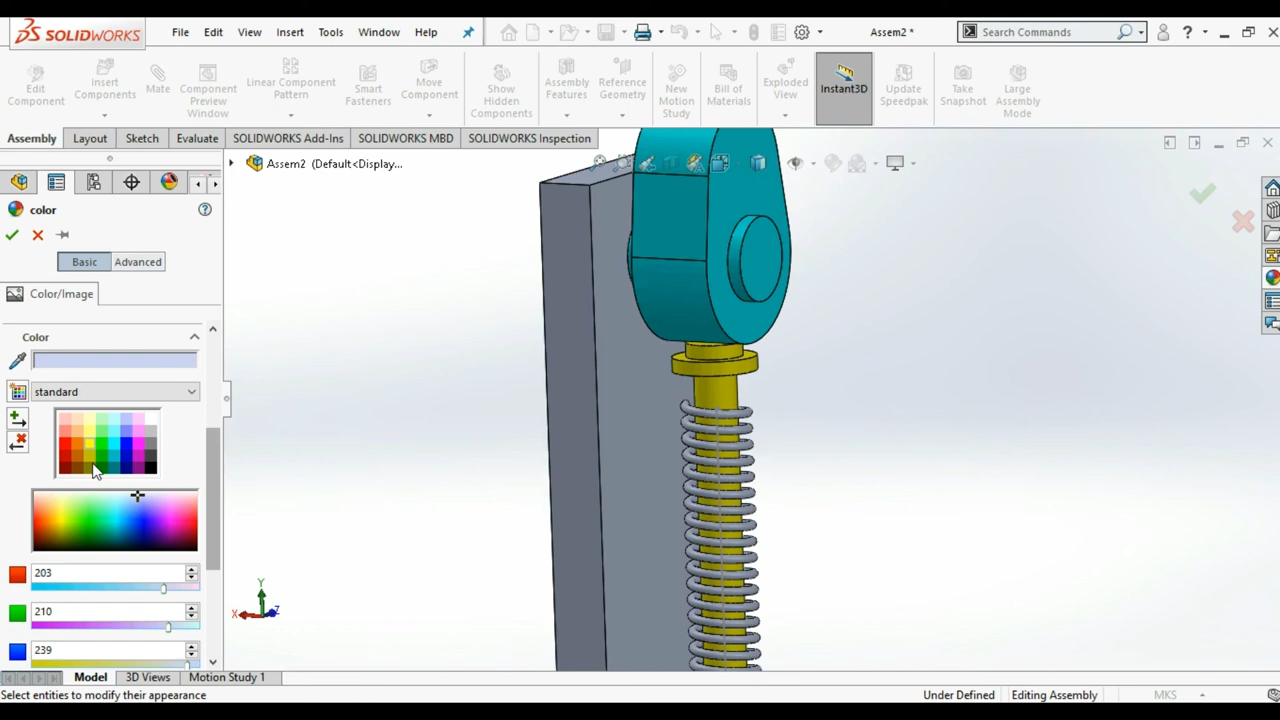 SOLIDWORKS
File Edit View Insert Tools Window Help
Assem2 *
Search Commands
?
Edit Component
Insert Components
Mate
Component Preview Window
Linear Component Pattern
Smart Fasteners
Move Component
Show Hidden Components
Assembly Features
Reference Geometry
New Motion Study
Bill of Materials
Exploded View
Instant3D
Update Speedpak
Take Snapshot
Large Assembly Mode
Assembly Layout Sketch Evaluate SOLIDWORKS Add-Ins SOLIDWORKS MBD SOLIDWORKS Inspection
Assem2 (Default<Display...
color
?
Basic Advanced
Color/Image
Color
standard
203
210
239
Y
X
Z
Model 3D Views Motion Study 1
Select entities to modify their appearance
Under Defined Editing Assembly MKS